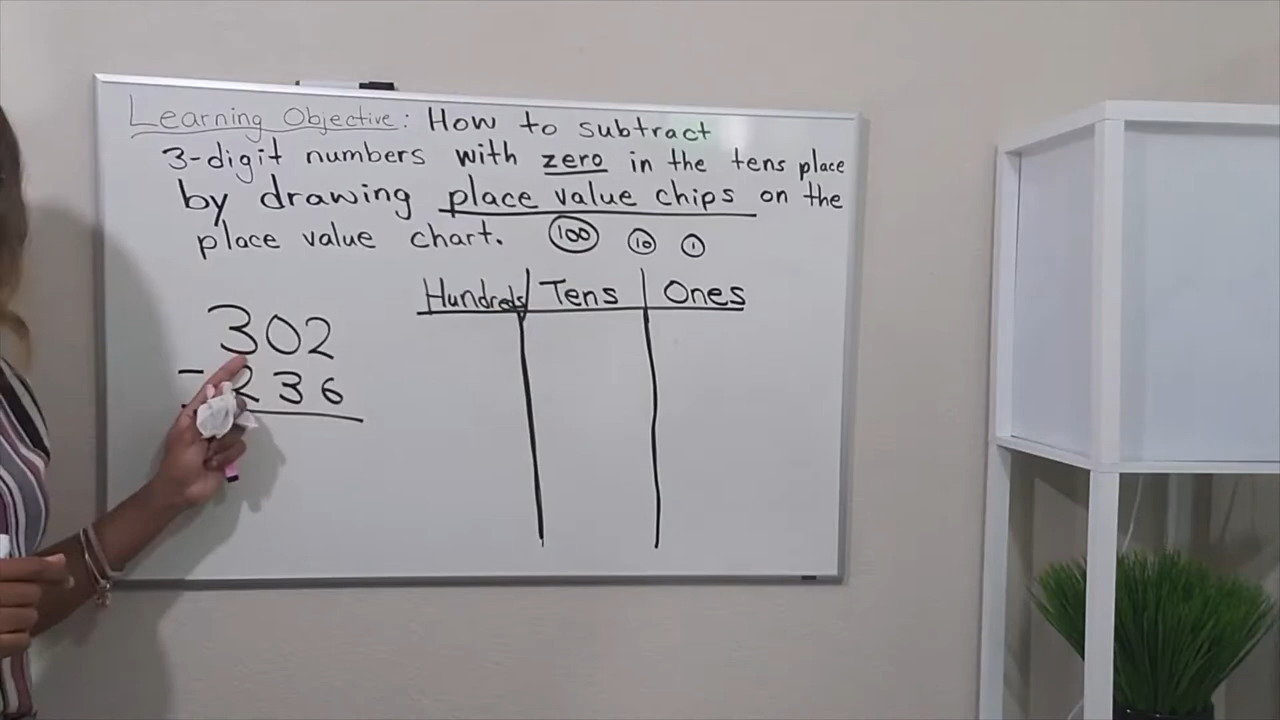 Learning Objective: How to subtract
3-digit numbers with zero in the tens place
by drawing place value chips on the
place value chart. 100 10 1
Hundreds Tens Ones
302
- 236